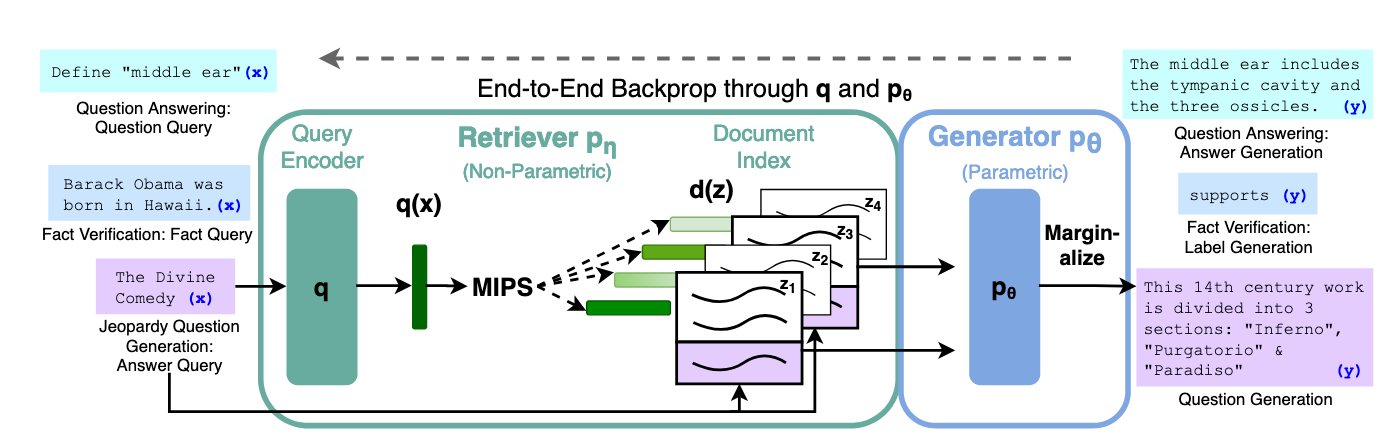 Define "middle ear" (x)
Question Answering:
Question Query
Barack Obama was
born in Hawaii. (x)
Fact Verification: Fact Query
The Divine
Comedy (x)
Jeopardy Question
Generation:
Answer Query
End-to-End Backprop through q and pθ
Query
Encoder
q
q(x)
Retriever pη
(Non-Parametric)
MIPS
Document
Index
d(z)
z4
z3
z2
z1
Generator pθ
(Parametric)
pθ
Margin-
alize
The middle ear includes
the tympanic cavity and
the three ossicles. (y)
Question Answering:
Answer Generation
supports (y)
Fact Verification:
Label Generation
This 14th century work
is divided into 3
sections: "Inferno",
"Purgatorio" &
"Paradiso" (y)
Question Generation